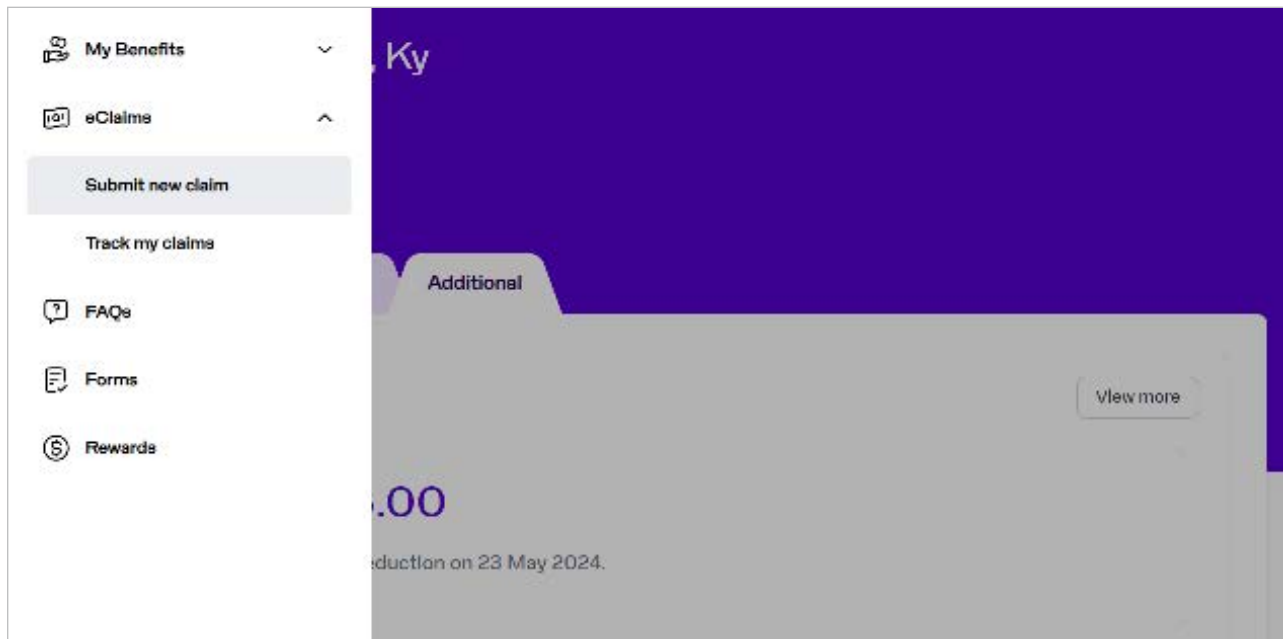 My Benefits
, Ky
eClaims
Submit new claim
Track my claims
Additional
FAQs
Forms
View more
Rewards
.00
eduction on 23 May 2024.